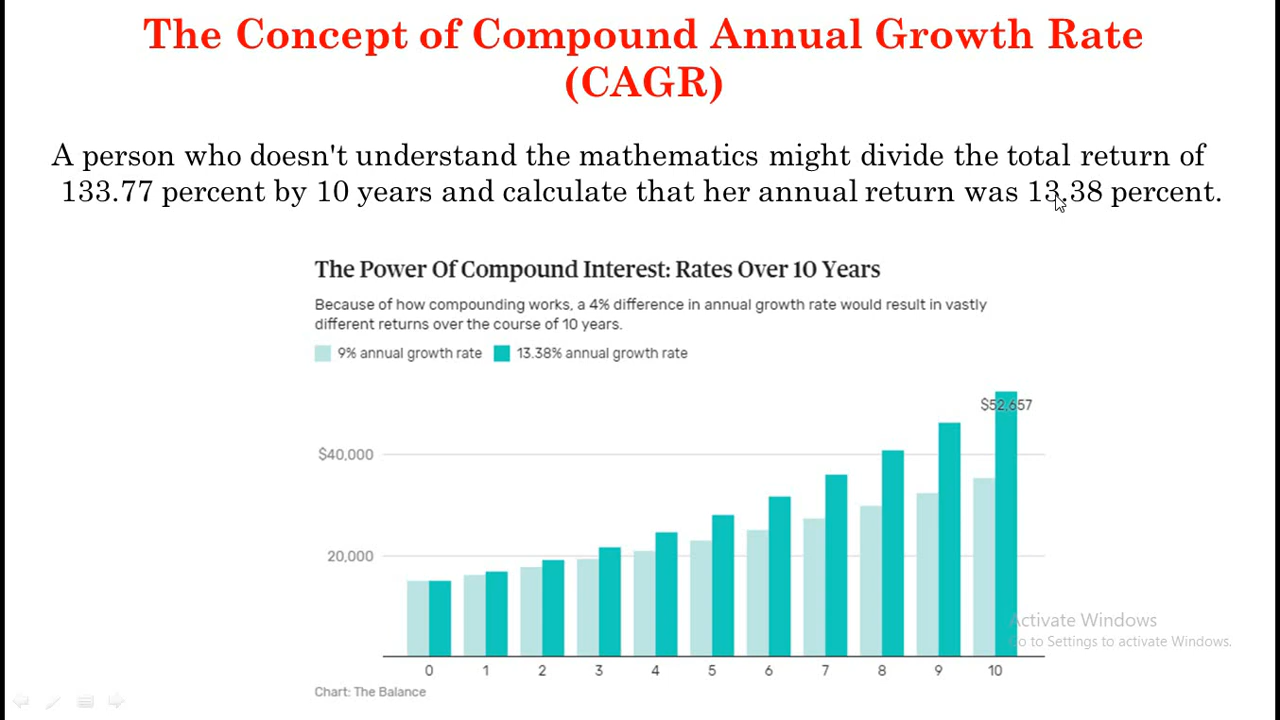 The Concept of Compound Annual Growth Rate
(CAGR)
A person who doesn't understand the mathematics might divide the total return of
133.77 percent by 10 years and calculate that her annual return was 13.38 percent.
The Power Of Compound Interest: Rates Over 10 Years
Because of how compounding works, a 4% difference in annual growth rate would result in vastly
different returns over the course of 10 years.
9% annual growth rate 13.38% annual growth rate
$52,657
$40,000
20,000
Activate Windows
Go to Settings to activate Windows.
0 1 2 3 4 5 6 7 8 9 10
Chart: The Balance